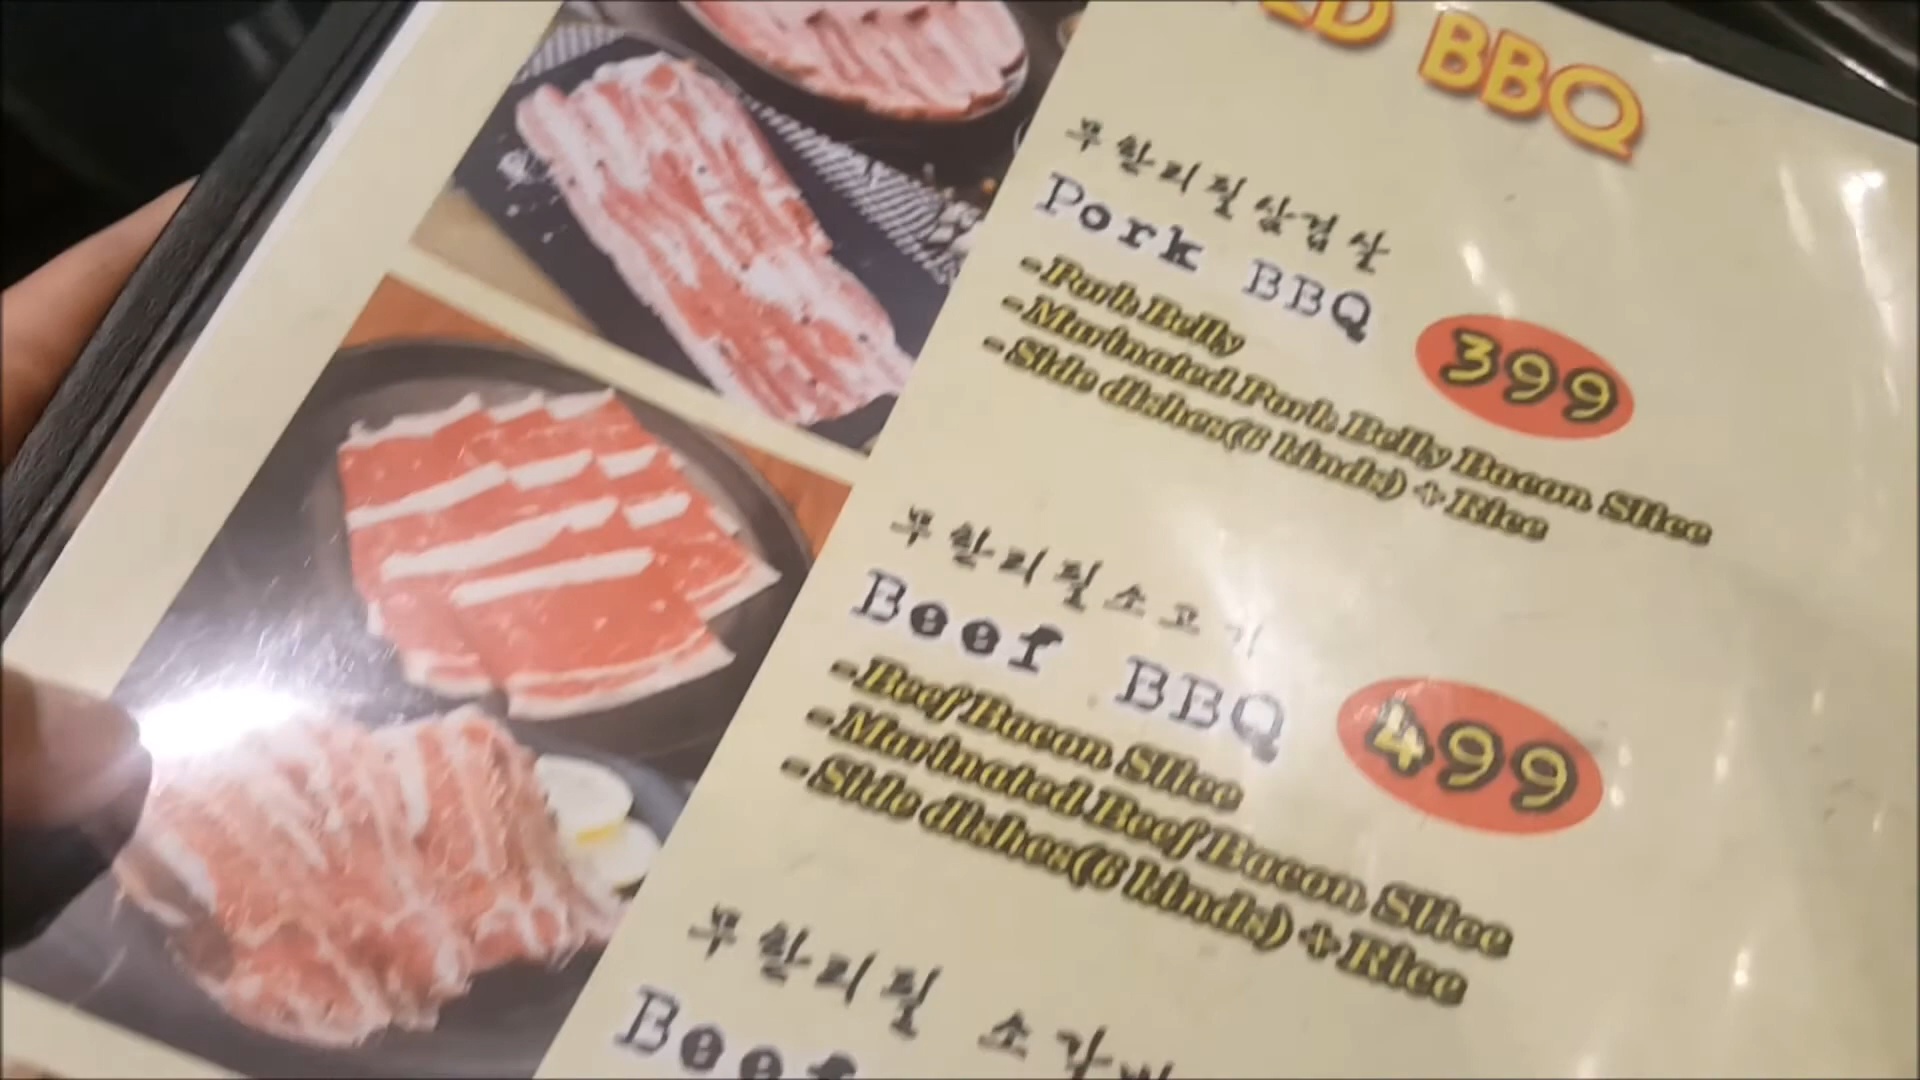 BBQ
무한리필삼겹살
Pork BBQ
399
-Pork Belly
-Marinated Pork Belly Bacon Slice
-Side dishes(6 kinds) + Rice
무한리필소고기
Beef BBQ
499
-Beef Bacon Slice
-Marinated Beef Bacon Slice
-Side dishes(6 kinds) + Rice
무한리필
Beef